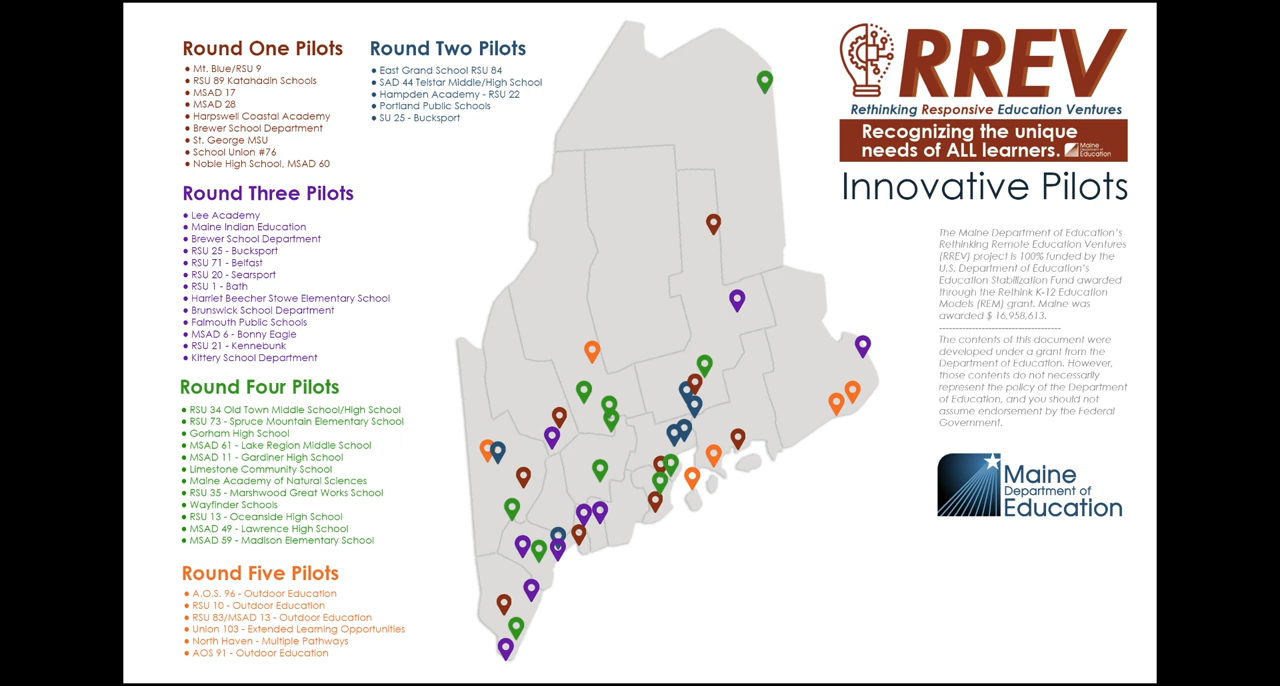 Round One Pilots
• Mt. Blue/RSU 9
• RSU 89 Katahadin Schools
• MSAD 17
• MSAD 28
• Harpswell Coastal Academy
• Brewer School Department
• St. George MSU
• School Union #76
• Noble High School, MSAD 60
Round Two Pilots
• East Grand School RSU 84
• SAD 44 Telstar Middle/High School
• Hampden Academy - RSU 22
• Portland Public Schools
• SU 25 - Bucksport
Round Three Pilots
• Lee Academy
• Maine Indian Education
• Brewer School Department
• RSU 25 - Bucksport
• RSU 71 - Belfast
• RSU 20 - Searsport
• RSU 1 - Bath
• Harriet Beecher Stowe Elementary School
• Brunswick School Department
• Falmouth Public Schools
• MSAD 6 - Bonny Eagle
• RSU 21 - Kennebunk
• Kittery School Department
Round Four Pilots
• RSU 34 Old Town Middle School/High School
• RSU 73 - Spruce Mountain Elementary School
• Gorham High School
• MSAD 61 - Lake Region Middle School
• MSAD 11 - Gardiner High School
• Limestone Community School
• Maine Academy of Natural Sciences
• RSU 35 - Marshwood Great Works School
• Wayfinder Schools
• RSU 13 - Oceanside High School
• MSAD 49 - Lawrence High School
• MSAD 59 - Madison Elementary School
Round Five Pilots
• A.O.S. 96 - Outdoor Education
• RSU 10 - Outdoor Education
• RSU 83/MSAD 13 - Outdoor Education
• Union 103 - Extended Learning Opportunities
• North Haven - Multiple Pathways
• AOS 91 - Outdoor Education
RREV
Rethinking Responsive Education Ventures
Recognizing the unique
needs of ALL learners.
Maine
Department of
Education
Innovative Pilots
The Maine Department of Education's
Rethinking Remote Education Ventures
(RREV) project is 100% funded by the
U.S. Department of Education's
Education Stabilization Fund awarded
through the Rethink K-12 Education
Models (REM) grant. Maine was
awarded $ 16,958,613.
------------------------------------
The contents of this document were
developed under a grant from the
Department of Education. However,
those contents do not necessarily
represent the policy of the Department
of Education, and you should not
assume endorsement by the Federal
Government.
Maine
Department of
Education